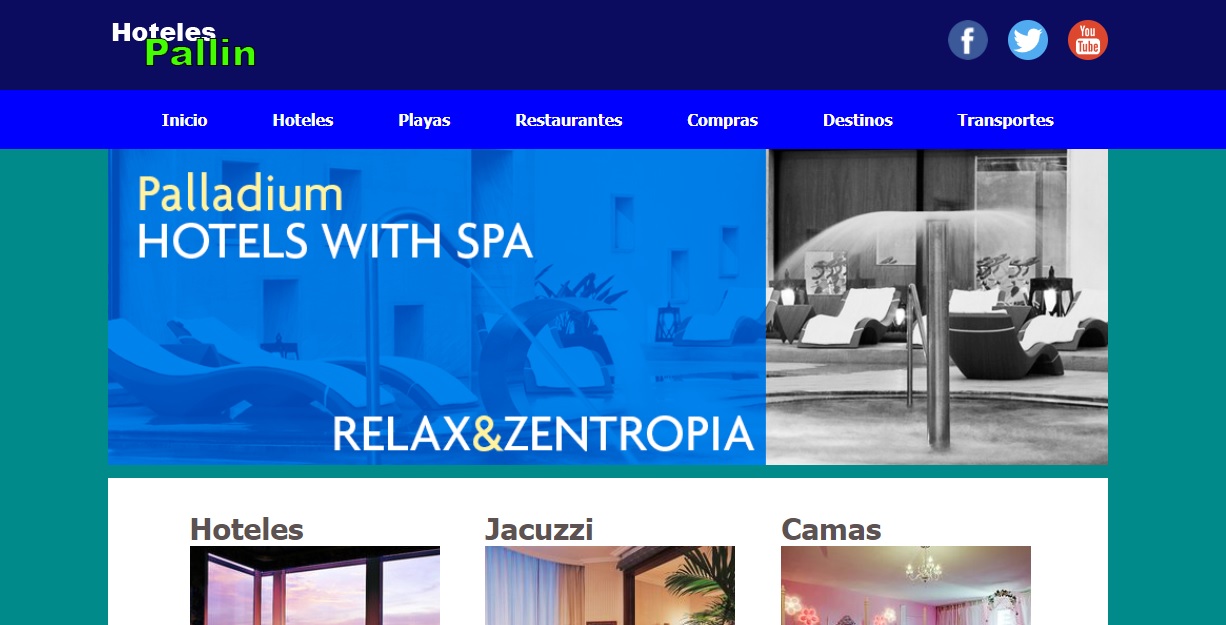 Hoteles
Pallin
You
Tube
Inicio Hoteles Playas Restaurantes Compras Destinos Transportes
Palladium
HOTELS WITH SPA
RELAX&ZENTROPIA
Hoteles Jacuzzi Camas